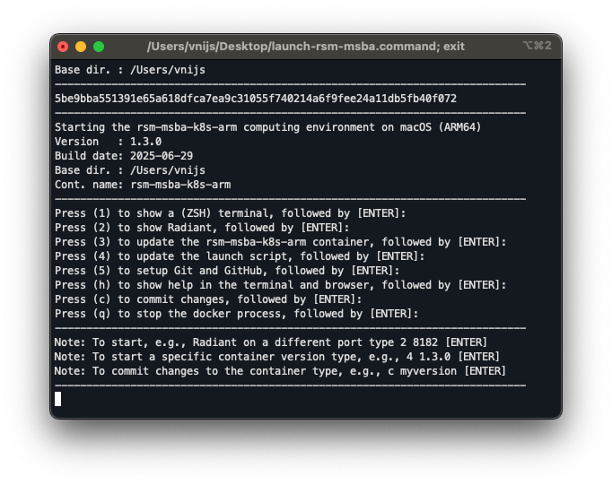 /Users/vnijs/Desktop/launch-rsm-msba.command; exit
⌥⌘2
Base dir. : /Users/vnijs
5be9bba551391e65a618dfca7ea9c31055f740214a6f9fee24a11db5fb40f072
Starting the rsm-msba-k8s-arm computing environment on macOS (ARM64)
Version   : 1.3.0
Build date: 2025-06-29
Base dir. : /Users/vnijs
Cont. name: rsm-msba-k8s-arm
Press (1) to show a (ZSH) terminal, followed by [ENTER]:
Press (2) to show Radiant, followed by [ENTER]:
Press (3) to update the rsm-msba-k8s-arm container, followed by [ENTER]:
Press (4) to update the launch script, followed by [ENTER]:
Press (5) to setup Git and GitHub, followed by [ENTER]:
Press (h) to show help in the terminal and browser, followed by [ENTER]:
Press (c) to commit changes, followed by [ENTER]:
Press (q) to stop the docker process, followed by [ENTER]:
Note: To start, e.g., Radiant on a different port type 2 8182 [ENTER]
Note: To start a specific container version type, e.g., 4 1.3.0 [ENTER]
Note: To commit changes to the container type, e.g., c myversion [ENTER]